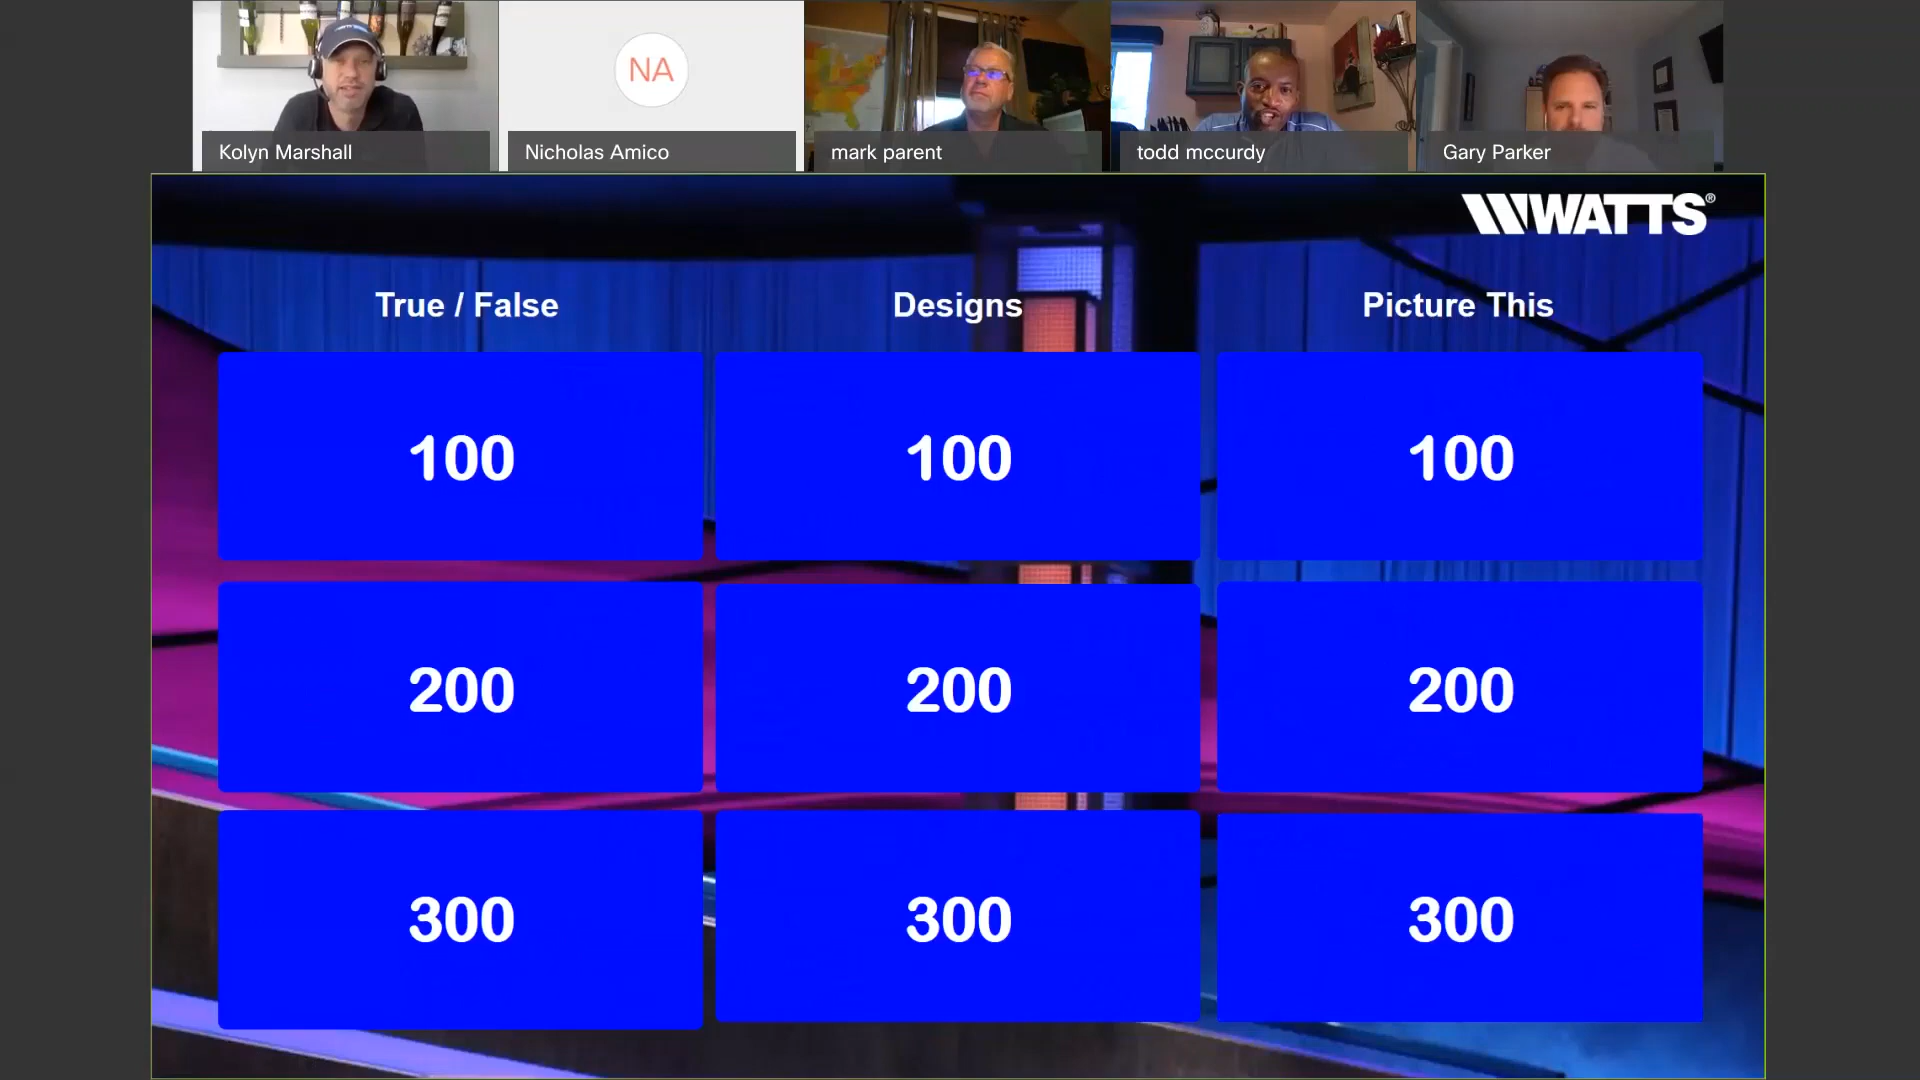 NA
Kolyn Marshall
Nicholas Amico
mark parent
todd mccurdy
Gary Parker
WATTS®
True / False
Designs
Picture This
100
100
100
200
200
200
300
300
300